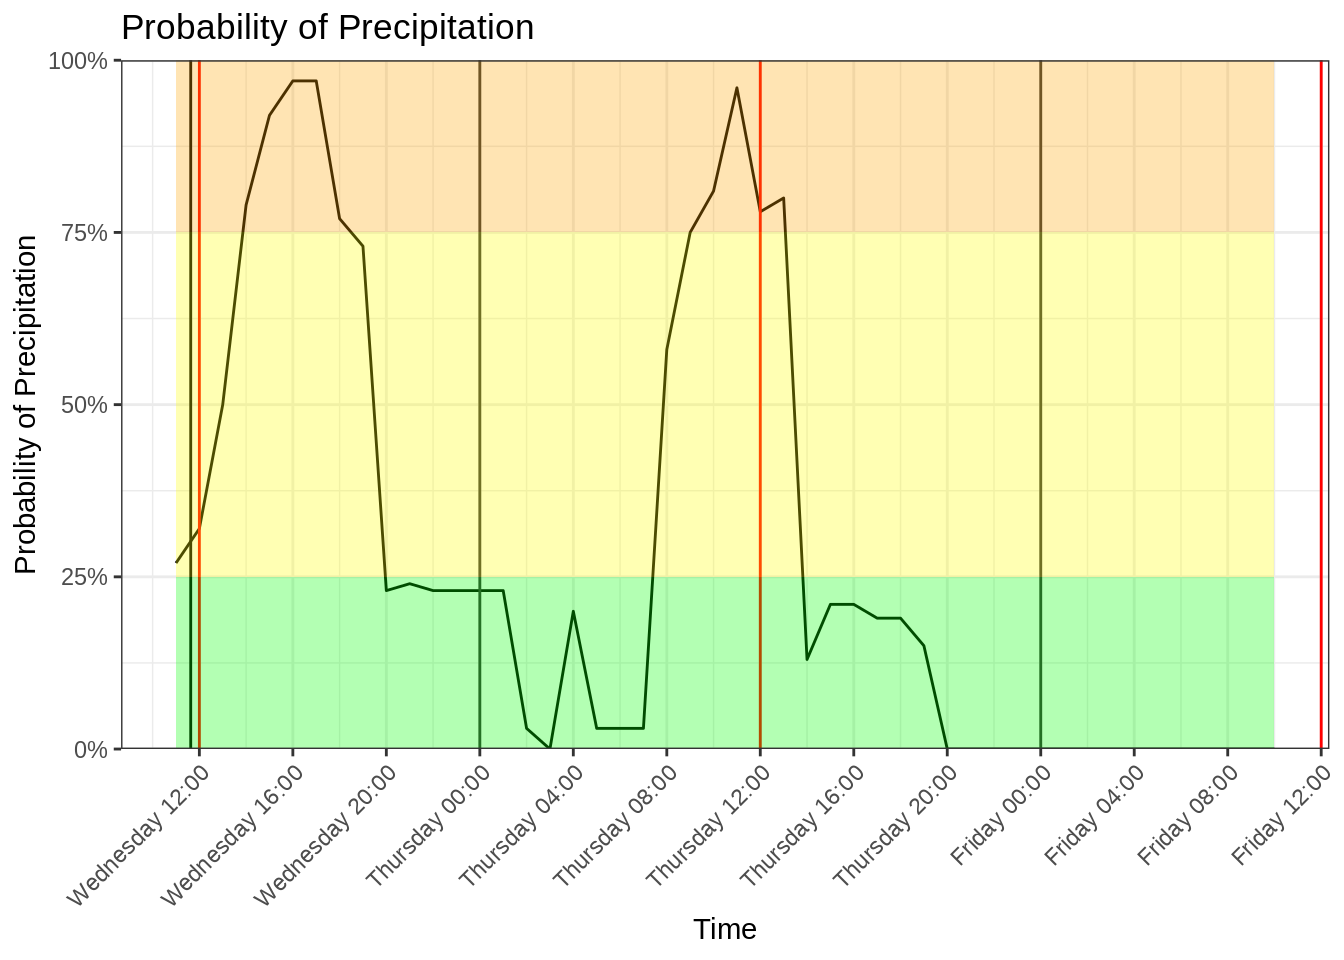 Probability of Precipitation
100%
75%
50%
25%
0%
Probability of Precipitation
Wednesday 12:00
Wednesday 16:00
Wednesday 20:00
Thursday 00:00
Thursday 04:00
Thursday 08:00
Thursday 12:00
Thursday 16:00
Thursday 20:00
Friday 00:00
Friday 04:00
Friday 08:00
Friday 12:00
Time